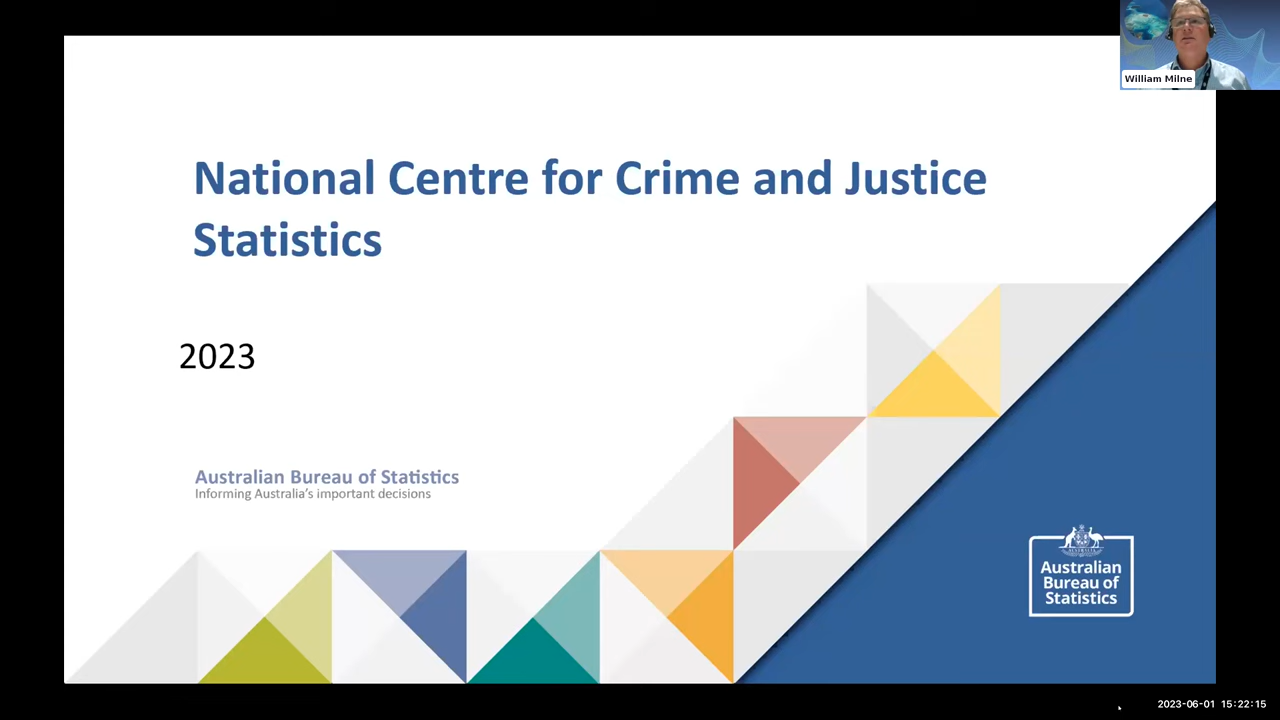 William Milne
National Centre for Crime and Justice
Statistics
2023
Australian Bureau of Statistics
Informing Australia's important decisions
Australian
Bureau of
Statistics
2023-06-01 15:22:15